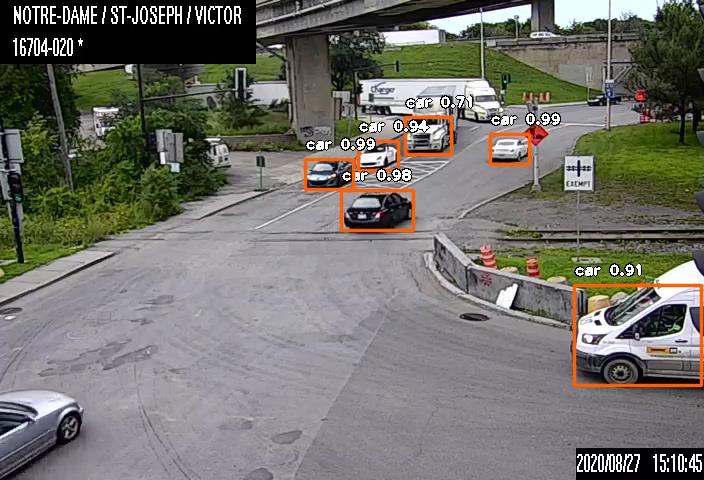 NOTRE-DAME / ST-JOSEPH / VICTOR
16704-020 *
Charger
car 0.71
car 0.94
car 0.99
car 0.99
car 0.98
EXEMPT
car 0.91
2020/08/27 15:10:45